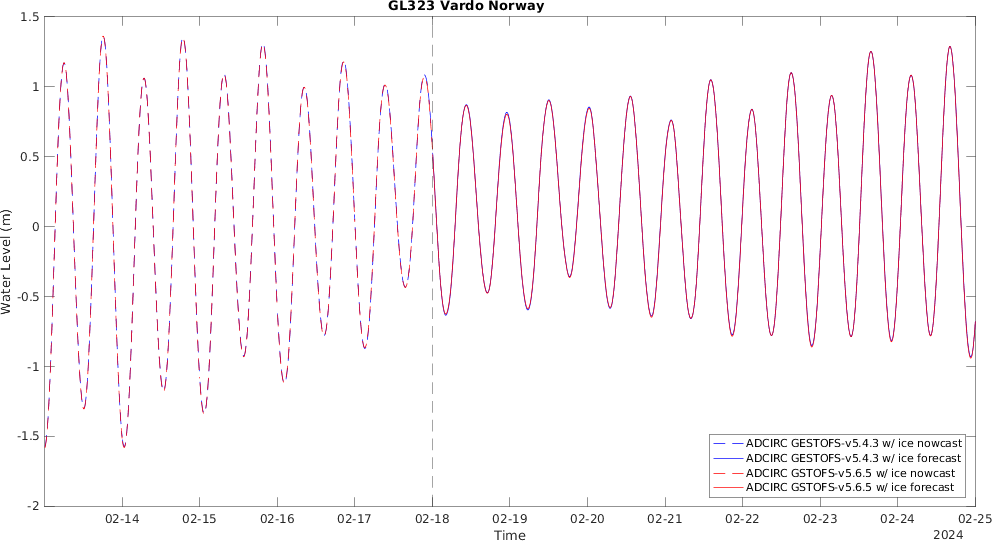 GL323 Vardo Norway
1.5
1
0.5
0
-0.5
-1
-1.5
-2
Water Level (m)
ADCIRC GESTOFS-v5.4.3 w/ ice nowcast
ADCIRC GESTOFS-v5.4.3 w/ ice forecast
ADCIRC GSTOFS-v5.6.5 w/ ice nowcast
ADCIRC GSTOFS-v5.6.5 w/ ice forecast
02-14 02-15 02-16 02-17 02-18 02-19 02-20 02-21 02-22 02-23 02-24 02-25
Time
2024